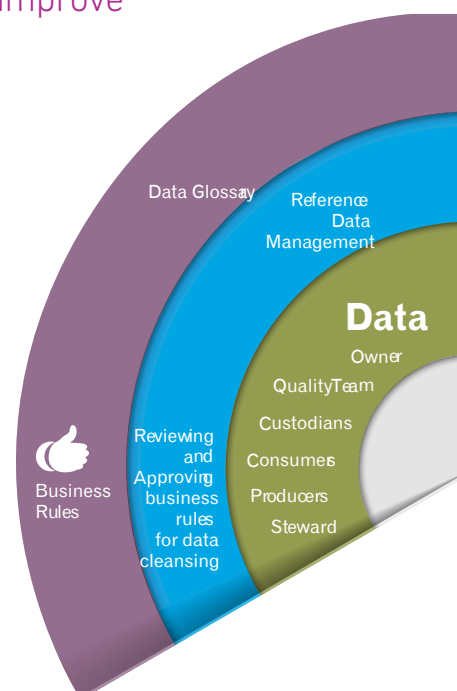 improve
Data Glossary
Reference
Data
Management
Data
Owner
QualityTeam
Custodians
Consumers
Producers
Steward
Reviewing
and
Approving
business
rules
for data
cleansing
Business
Rules